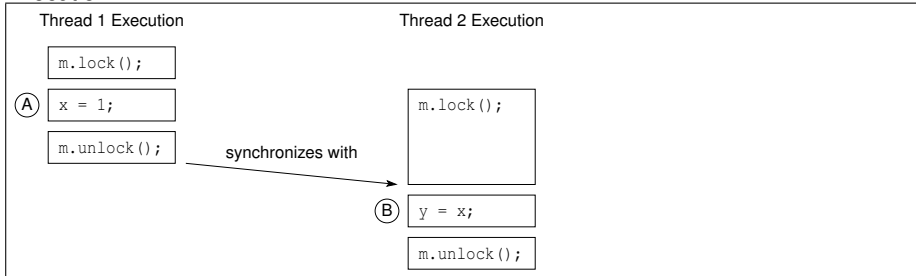 Thread 1 Execution
Thread 2 Execution
m.lock();
A
x = 1;
m.lock();
m.unlock();
synchronizes with
B
y = x;
m.unlock();